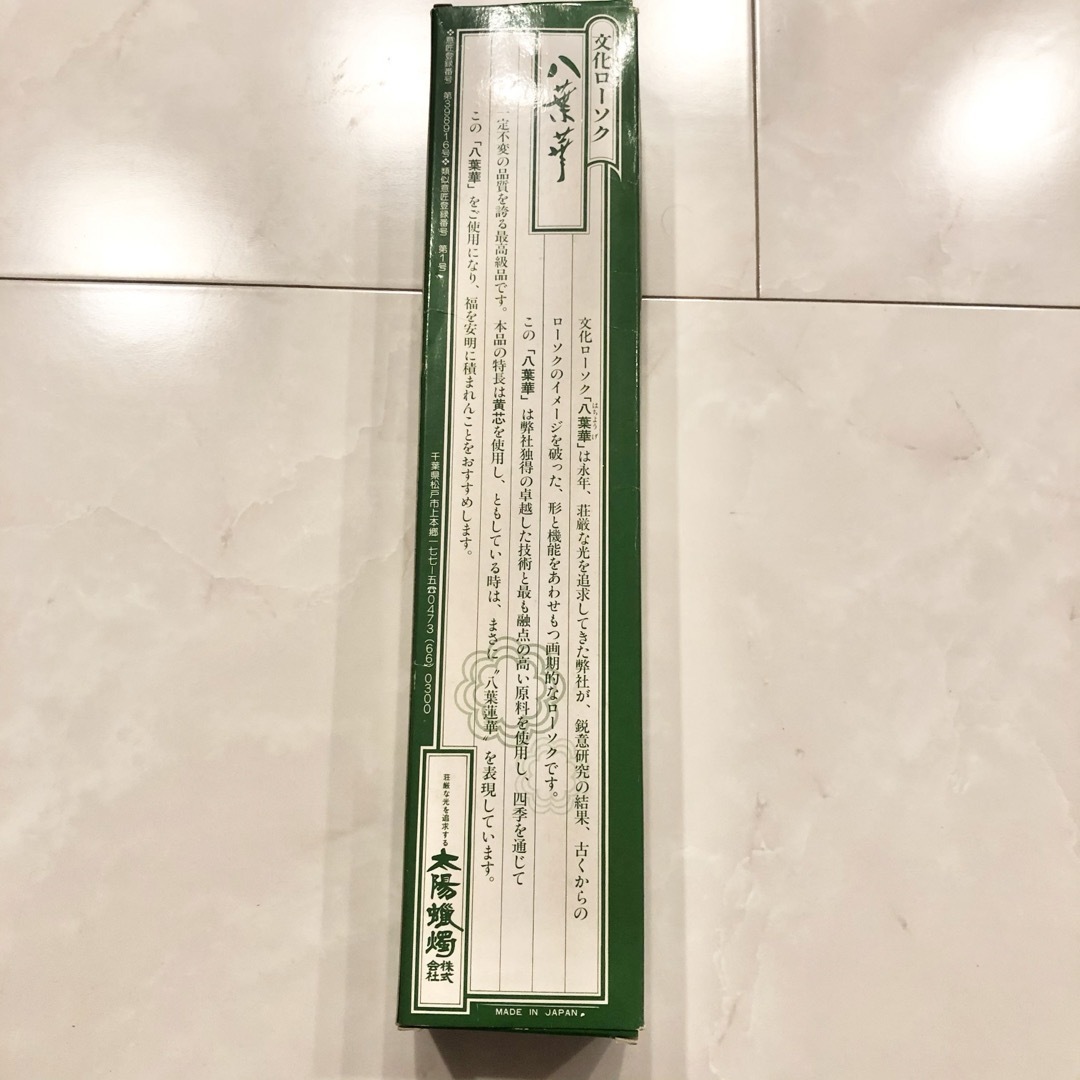 文化ローソク
八葉華
文化ローソク「八葉華」は永年、荘厳な光を追求してきた弊社が、鋭意研究の結果、古くからの
はちようげ
ローソクのイメージを破った、形と機能をあわせもつ画期的なローソクです。
この「八葉華」は弊社独得の卓越した技術と最も融点の高い原料を使用し、四季を通じて
一定不変の品質を誇る最高級品です。本品の特長は黄芯を使用し、ともしている時は、まさに〝八葉蓮華〟を表現しています。
この「八葉華」をご使用になり、福を安明に積まれんことをおすすめします。
❖意匠登録番号 第398916号❖類似意匠登録番号 第1号
千葉県松戸市上本郷一七七ー五☎0473(66)0300
荘厳な光を追求する
太陽蠟燭
株式
会社
MADE IN JAPAN